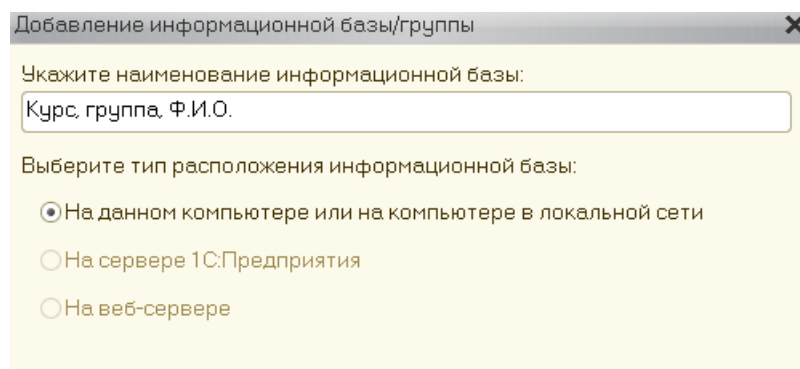 Добавление информационной базы/группы
Укажите наименование информационной базы:
Курс, группа, Ф.И.О.
Выберите тип расположения информационной базы:
На данном компьютере или на компьютере в локальной сети
На сервере 1С:Предприятия
На веб-сервере